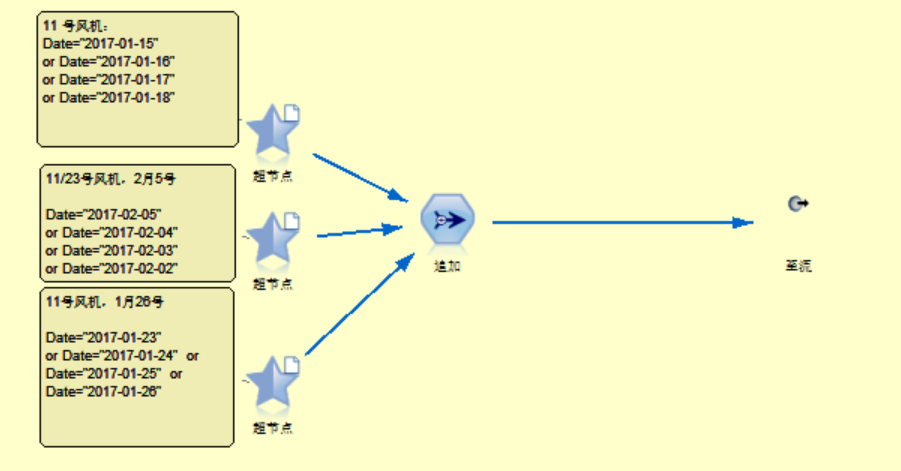 11 号风机：
Date="2017-01-15"
or Date="2017-01-16"
or Date="2017-01-17"
or Date="2017-01-18"
超节点
11/23号风机，2月5号
Date="2017-02-05"
or Date="2017-02-04"
or Date="2017-02-03"
or Date="2017-02-02"
超节点
追加
至流
11号风机，1月26号
Date="2017-01-23"
or Date="2017-01-24"  or
Date="2017-01-25"  or
Date="2017-01-26"
超节点